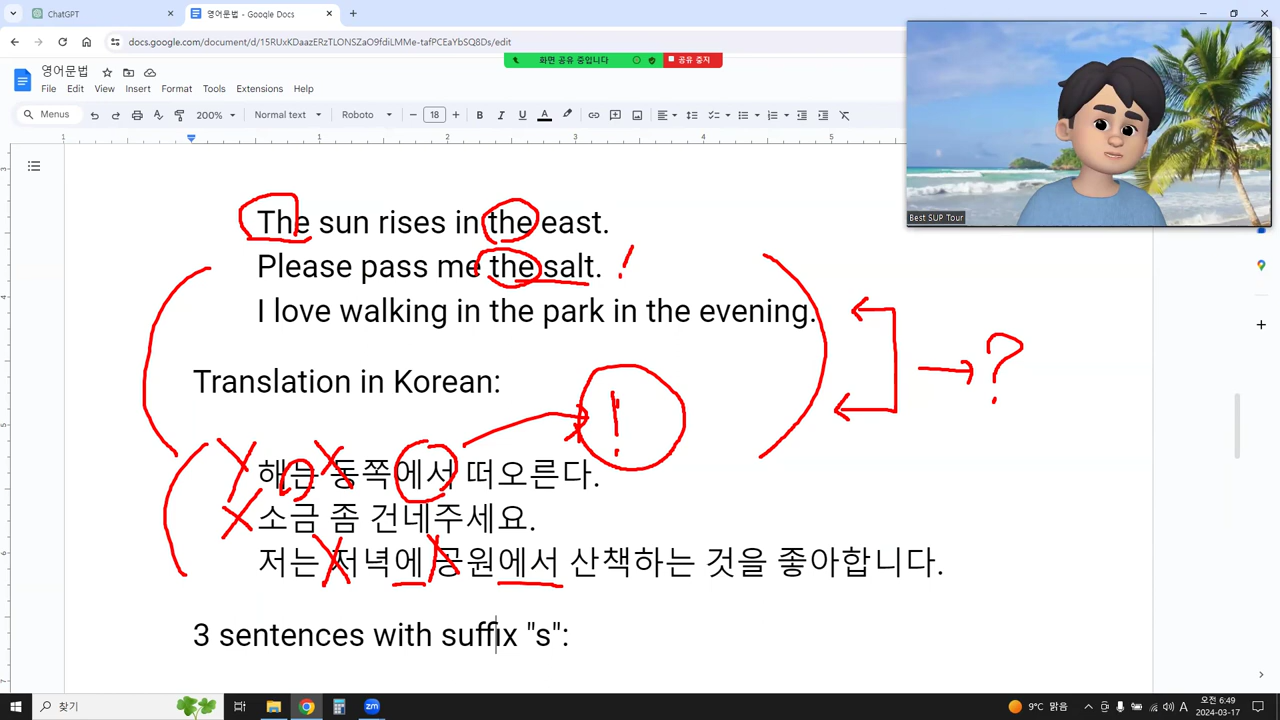 ChatGPT
영어문법 - Google Docs
docs.google.com/document/d/15RUxKDaazERzTLONSZaO9fdiLMMe-tafPCEaYbSQ8Ds/edit
화면 공유 중입니다
공유 중지
영어문법
File Edit View Insert Format Tools Extensions Help
Menus 200% Normal text Roboto 18 B I U A
1 1 2 3 4 5
The sun rises in the east.
Please pass me the salt. !
I love walking in the park in the evening.
?
Translation in Korean:
!
해는 동쪽에서 떠오른다.
소금 좀 건네주세요.
저는 저녁에 공원에서 산책하는 것을 좋아합니다.
3 sentences with suffix "s":
Best SUP Tour
찾기
9°C 맑음
A
오전 6:49
2024-03-17